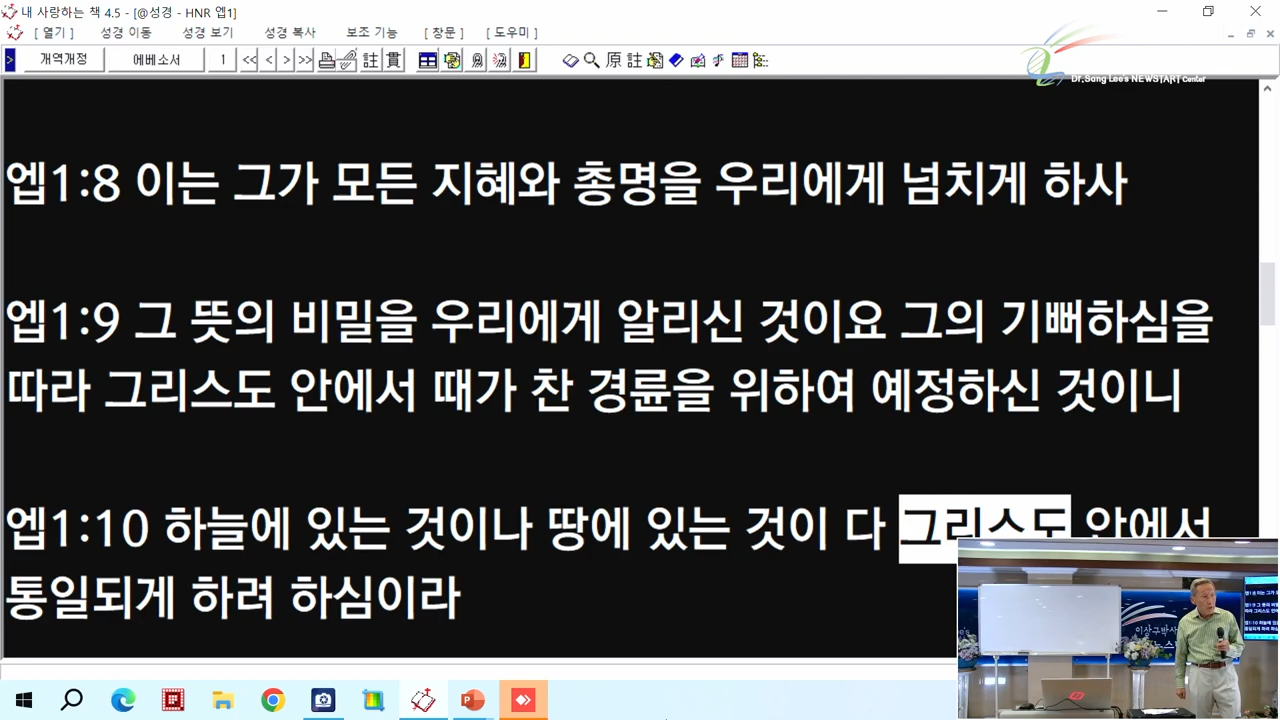 내 사랑하는 책 4.5 - [@성경 - HNR 엡1]
[ 열기 ] 성경 이동 성경 보기 성경 복사 보조 기능 [ 창문 ] [ 도우미 ]
> 개역개정 에베소서 1 << < > >> 註 貫 原 註
Dr.Sang Lee's NEWSTART Center
엡1:8 이는 그가 모든 지혜와 총명을 우리에게 넘치게 하사
엡1:9 그 뜻의 비밀을 우리에게 알리신 것이요 그의 기뻐하심을
따라 그리스도 안에서 때가 찬 경륜을 위하여 예정하신 것이니
엡1:10 하늘에 있는 것이나 땅에 있는 것이 다 그리스도 안에서
통일되게 하려 하심이라
이상구박사